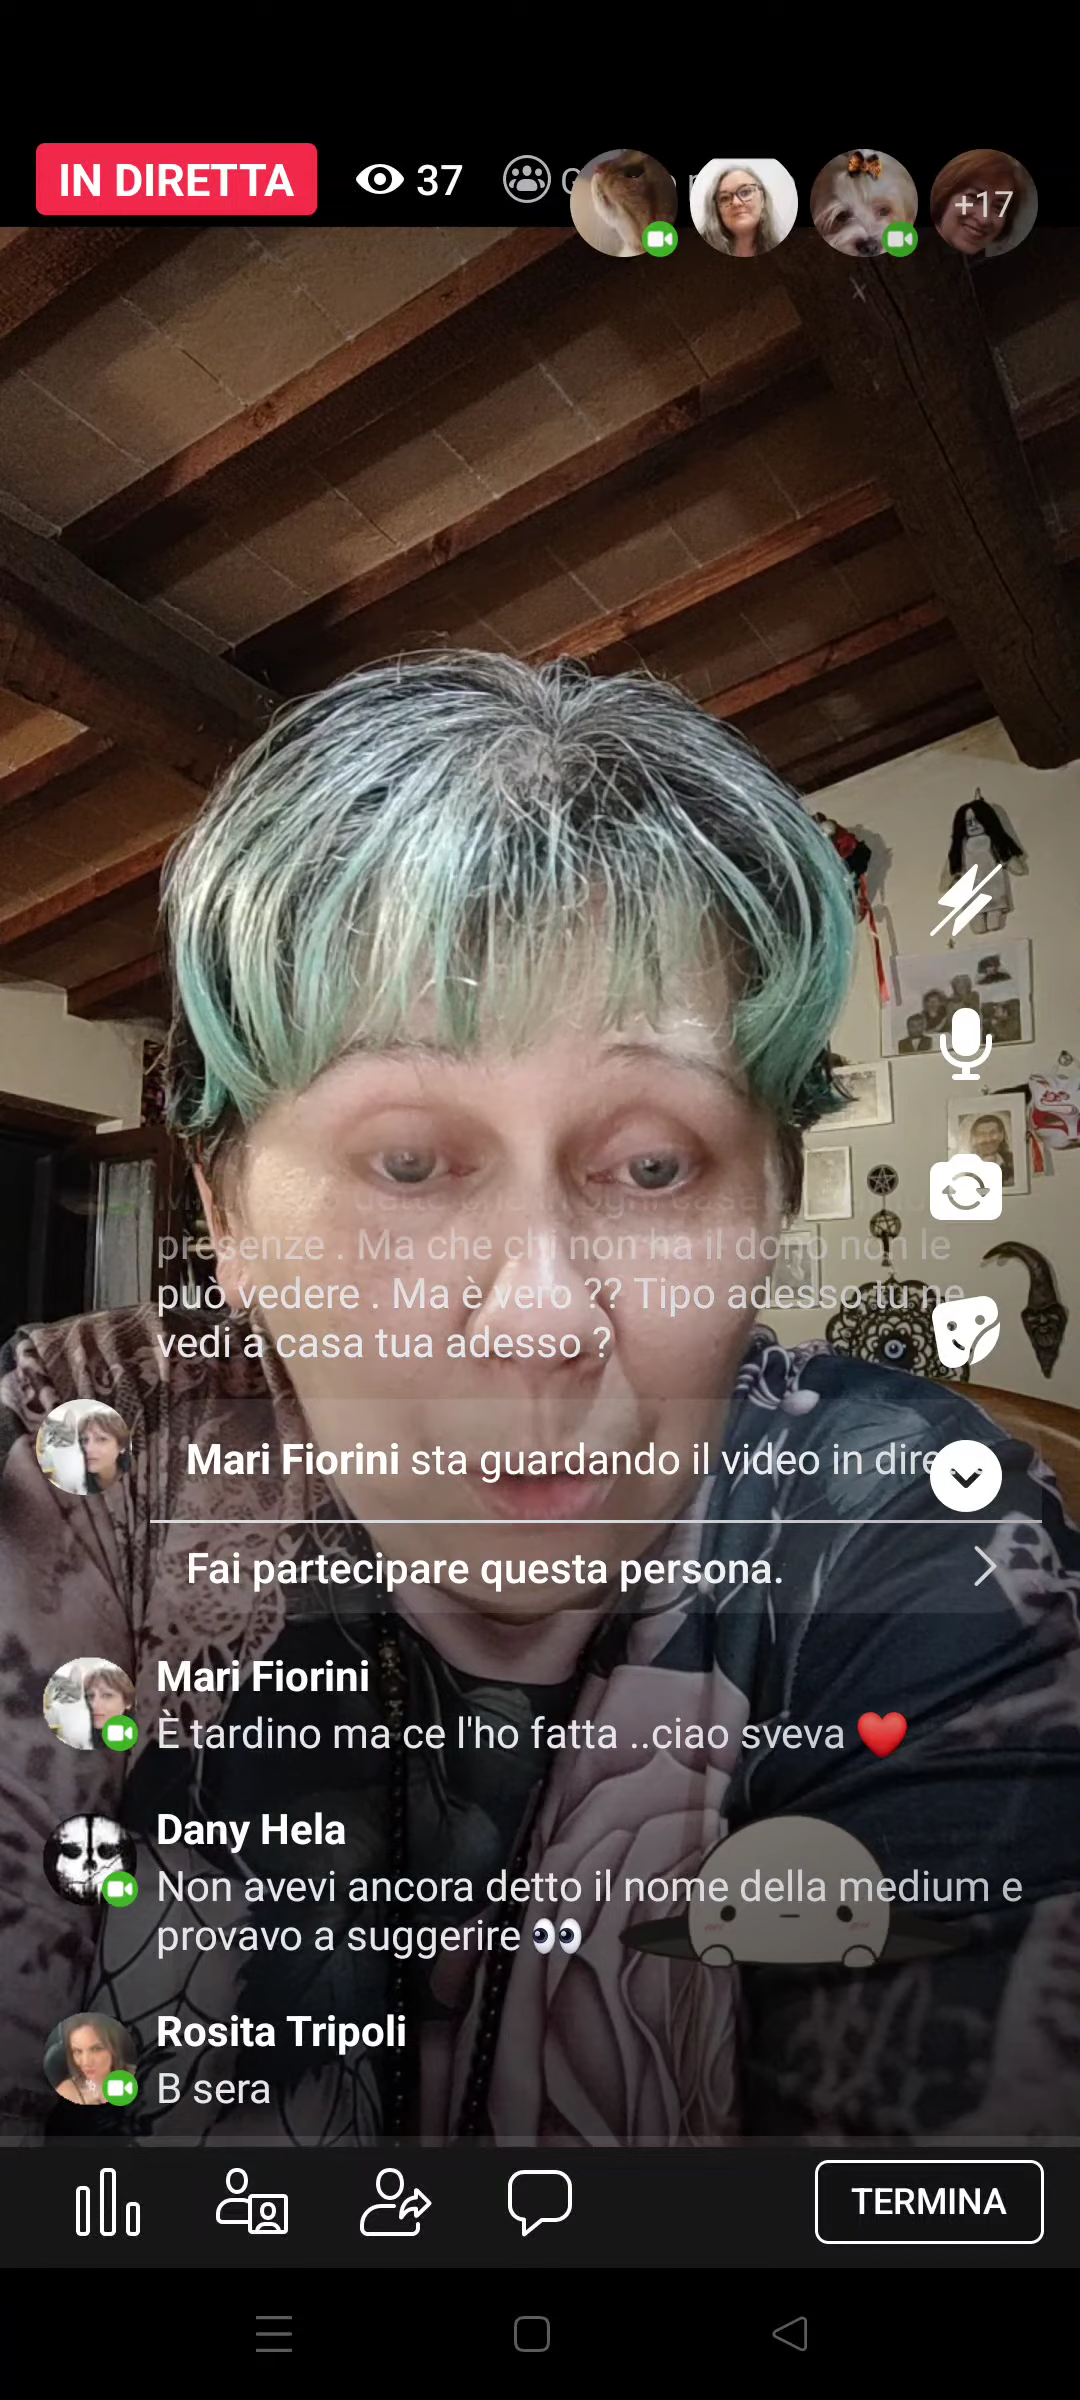 IN DIRETTA
37
+17
presenze . Ma che chi non ha il dono non le
può vedere . Ma è vero ?? Tipo adesso tu ne
vedi a casa tua adesso ?
Mari Fiorini sta guardando il video in dire
Fai partecipare questa persona.
Mari Fiorini
È tardino ma ce l'ho fatta ..ciao sveva ❤️
Dany Hela
Non avevi ancora detto il nome della medium e
provavo a suggerire 👀
Rosita Tripoli
B sera
TERMINA